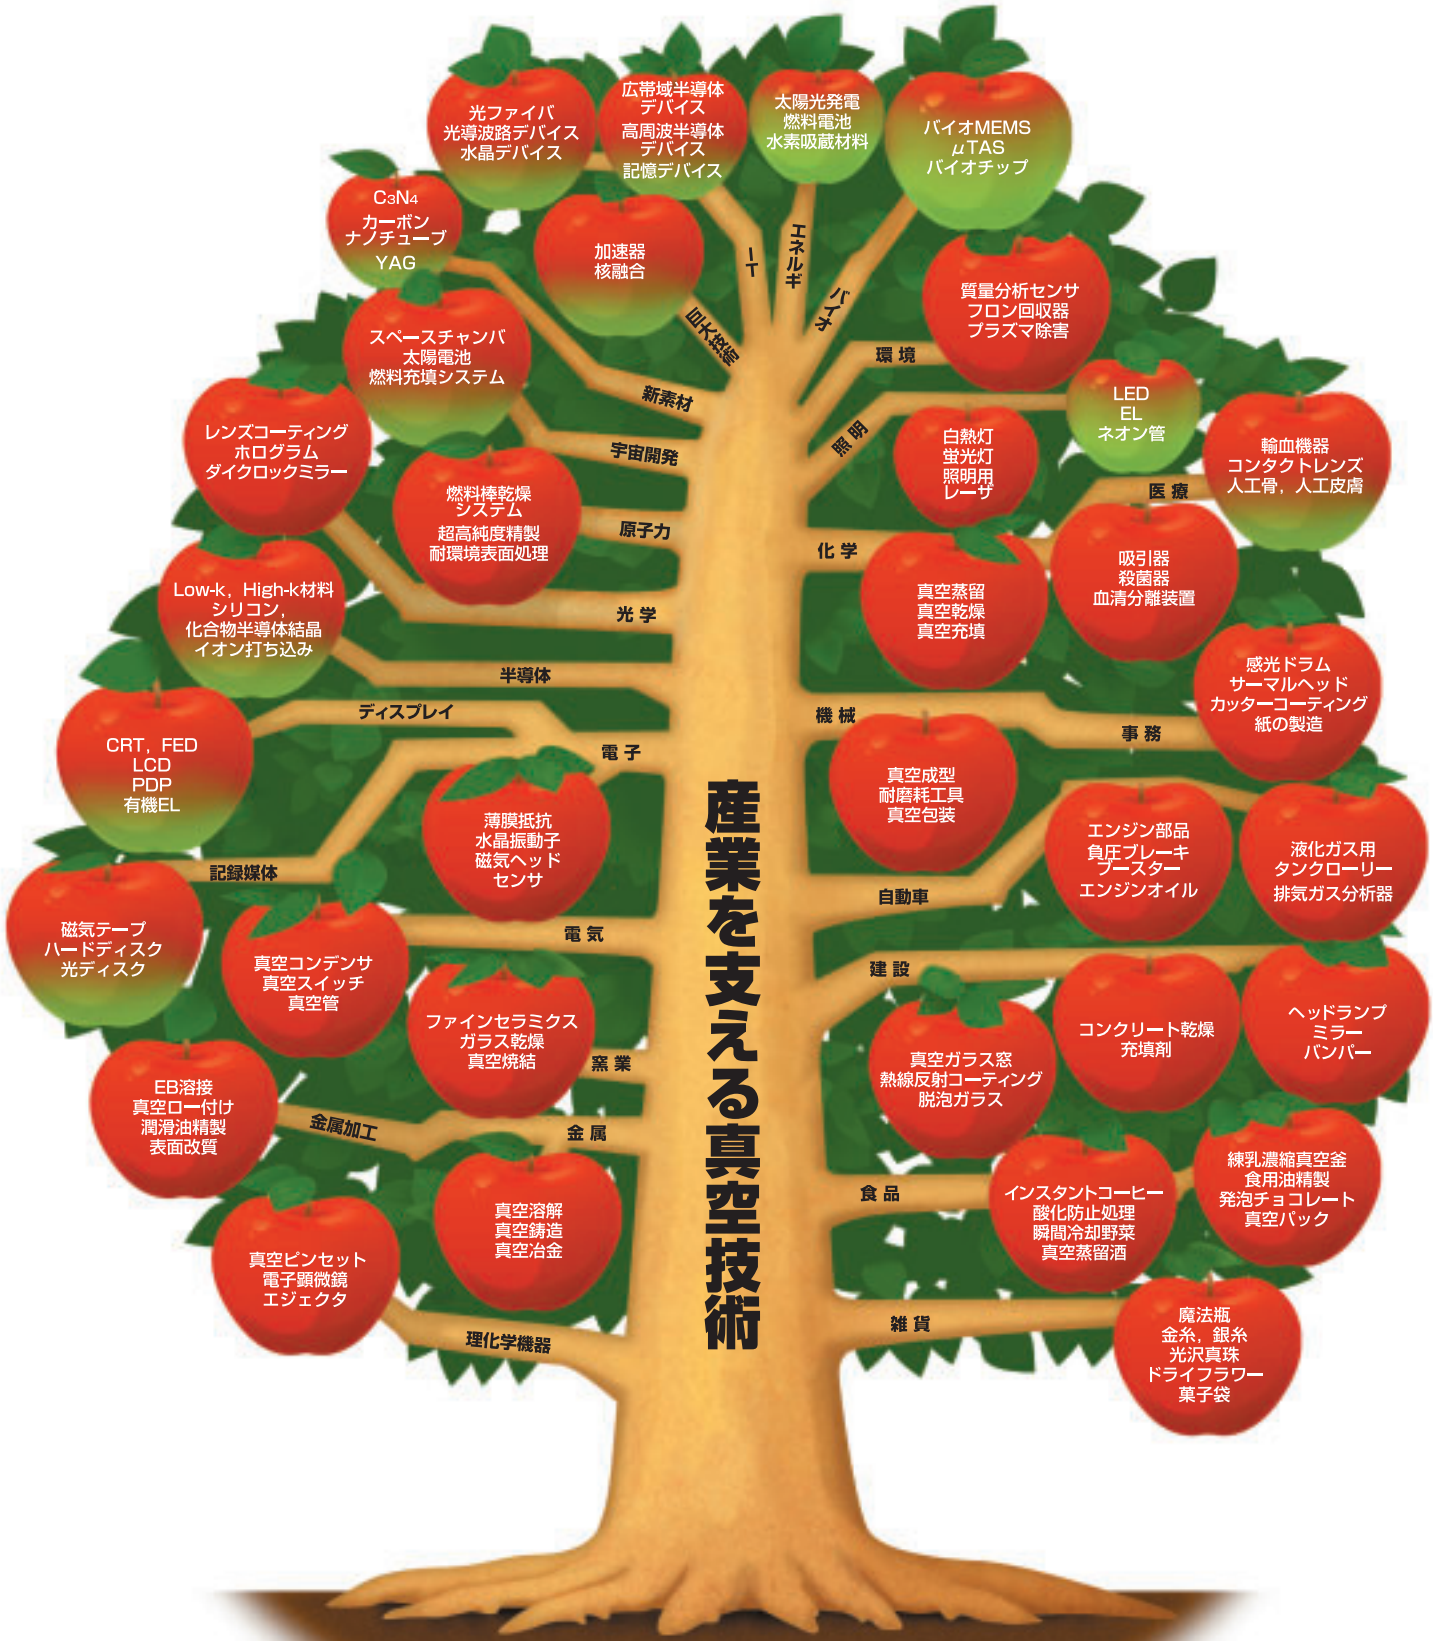 産業を支える真空技術
光ファイバ
光導波路デバイス
水晶デバイス
広帯域半導体
デバイス
高周波半導体
デバイス
記憶デバイス
IT
太陽光発電
燃料電池
水素吸蔵材料
エネルギ
バイオMEMS
μTAS
バイオチップ
バイオ
C₃N₄
カーボン
ナノチューブ
YAG
新素材
加速器
核融合
巨大技術
質量分析センサ
フロン回収器
プラズマ除害
環境
スペースチャンバ
太陽電池
燃料充填システム
宇宙開発
LED
EL
ネオン管
白熱灯
蛍光灯
照明用
レーザ
照明
レンズコーティング
ホログラム
ダイクロックミラー
光学
燃料棒乾燥
システム
超高純度精製
耐環境表面処理
原子力
輸血機器
コンタクトレンズ
人工骨，人工皮膚
医療
吸引器
殺菌器
血清分離装置
化学
真空蒸留
真空乾燥
真空充填
Low-k，High-k材料
シリコン，
化合物半導体結晶
イオン打ち込み
半導体
感光ドラム
サーマルヘッド
カッターコーティング
紙の製造
事務
機械
真空成型
耐磨耗工具
真空包装
CRT，FED
LCD
PDP
有機EL
ディスプレイ
電子
薄膜抵抗
水晶振動子
磁気ヘッド
センサ
エンジン部品
負圧ブレーキ
ブースター
エンジンオイル
液化ガス用
タンクローリー
排気ガス分析器
自動車
記録媒体
磁気テープ
ハードディスク
光ディスク
真空コンデンサ
真空スイッチ
真空管
電気
建設
真空ガラス窓
熱線反射コーティング
脱泡ガラス
コンクリート乾燥
充填剤
ヘッドランプ
ミラー
バンパー
ファインセラミクス
ガラス乾燥
真空焼結
窯業
EB溶接
真空ロー付け
潤滑油精製
表面改質
金属加工
金属
真空溶解
真空鋳造
真空冶金
食品
インスタントコーヒー
酸化防止処理
瞬間冷却野菜
真空蒸留酒
練乳濃縮真空釜
食用油精製
発泡チョコレート
真空パック
真空ピンセット
電子顕微鏡
エジェクタ
理化学機器
雑貨
魔法瓶
金糸，銀糸
光沢真珠
ドライフラワー
菓子袋